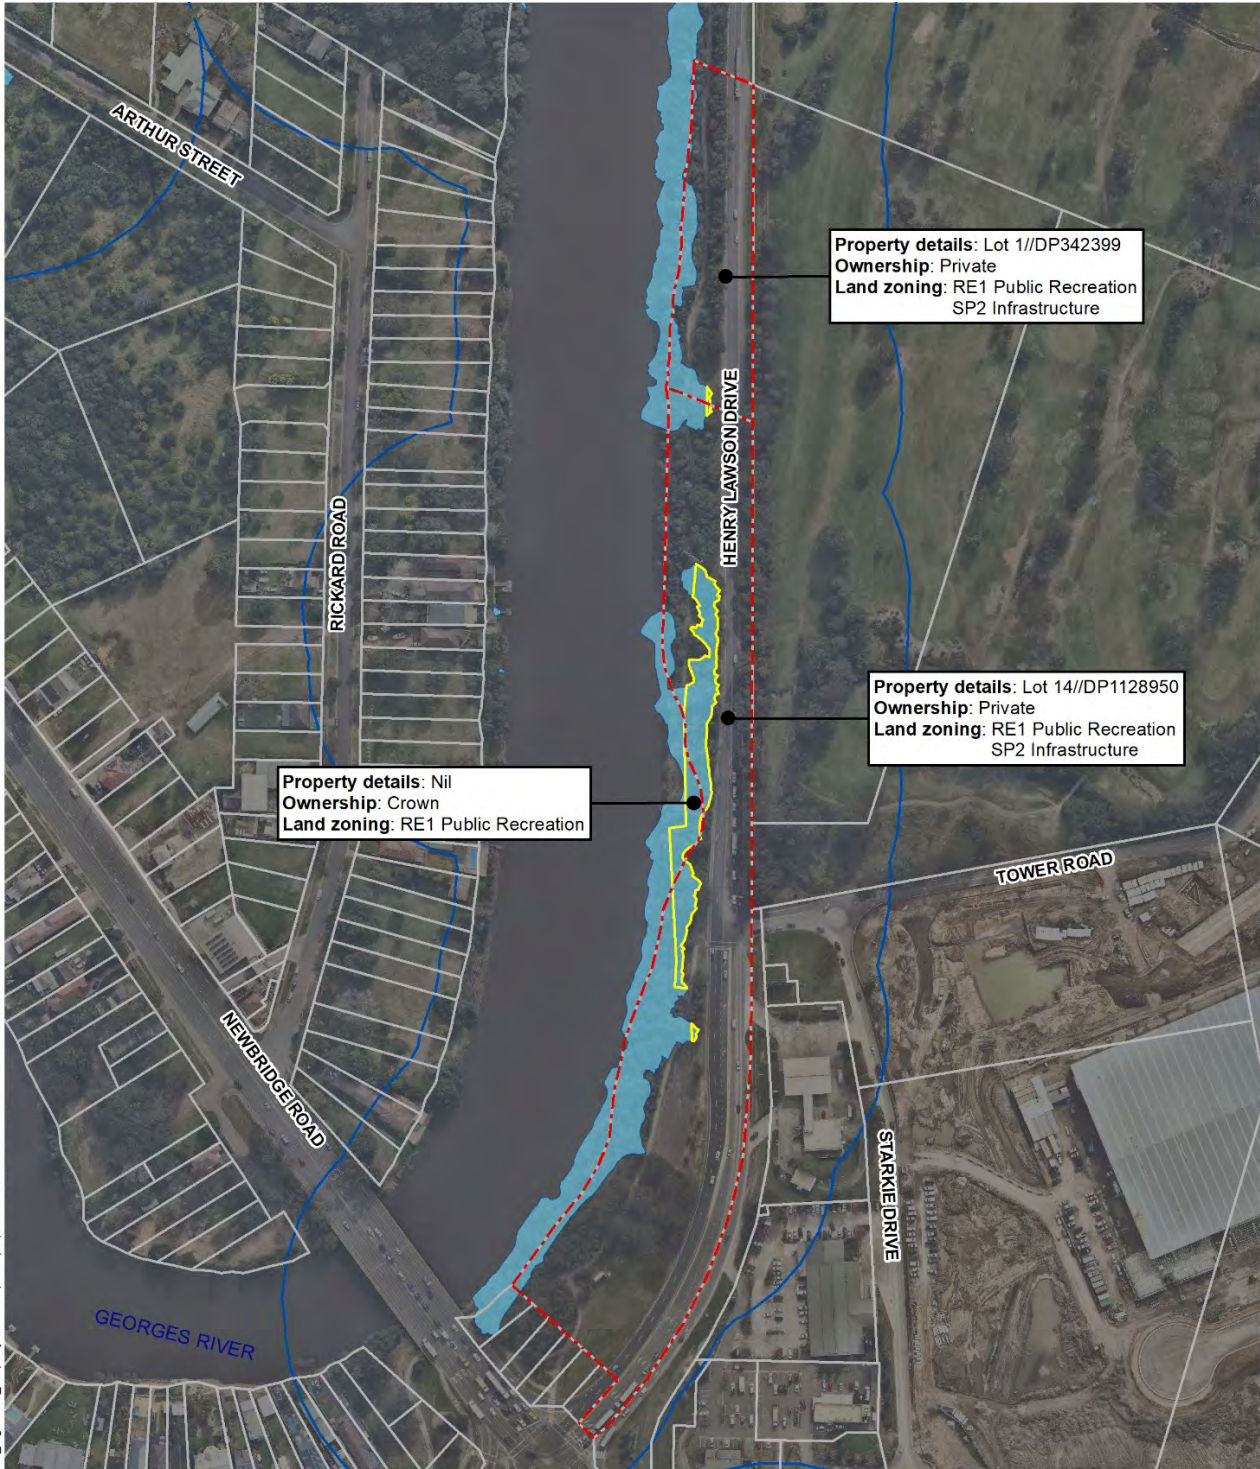 ARTHUR STREET
Property details: Lot 1//DP342399
Ownership: Private
Land zoning: RE1 Public Recreation
SP2 Infrastructure
HENRY LAWSON DRIVE
RICKARD ROAD
Property details: Lot 14//DP1128950
Ownership: Private
Land zoning: RE1 Public Recreation
SP2 Infrastructure
Property details: Nil
Ownership: Crown
Land zoning: RE1 Public Recreation
TOWER ROAD
NEWBRIDGE ROAD
STARKIE DRIVE
GEORGES RIVER